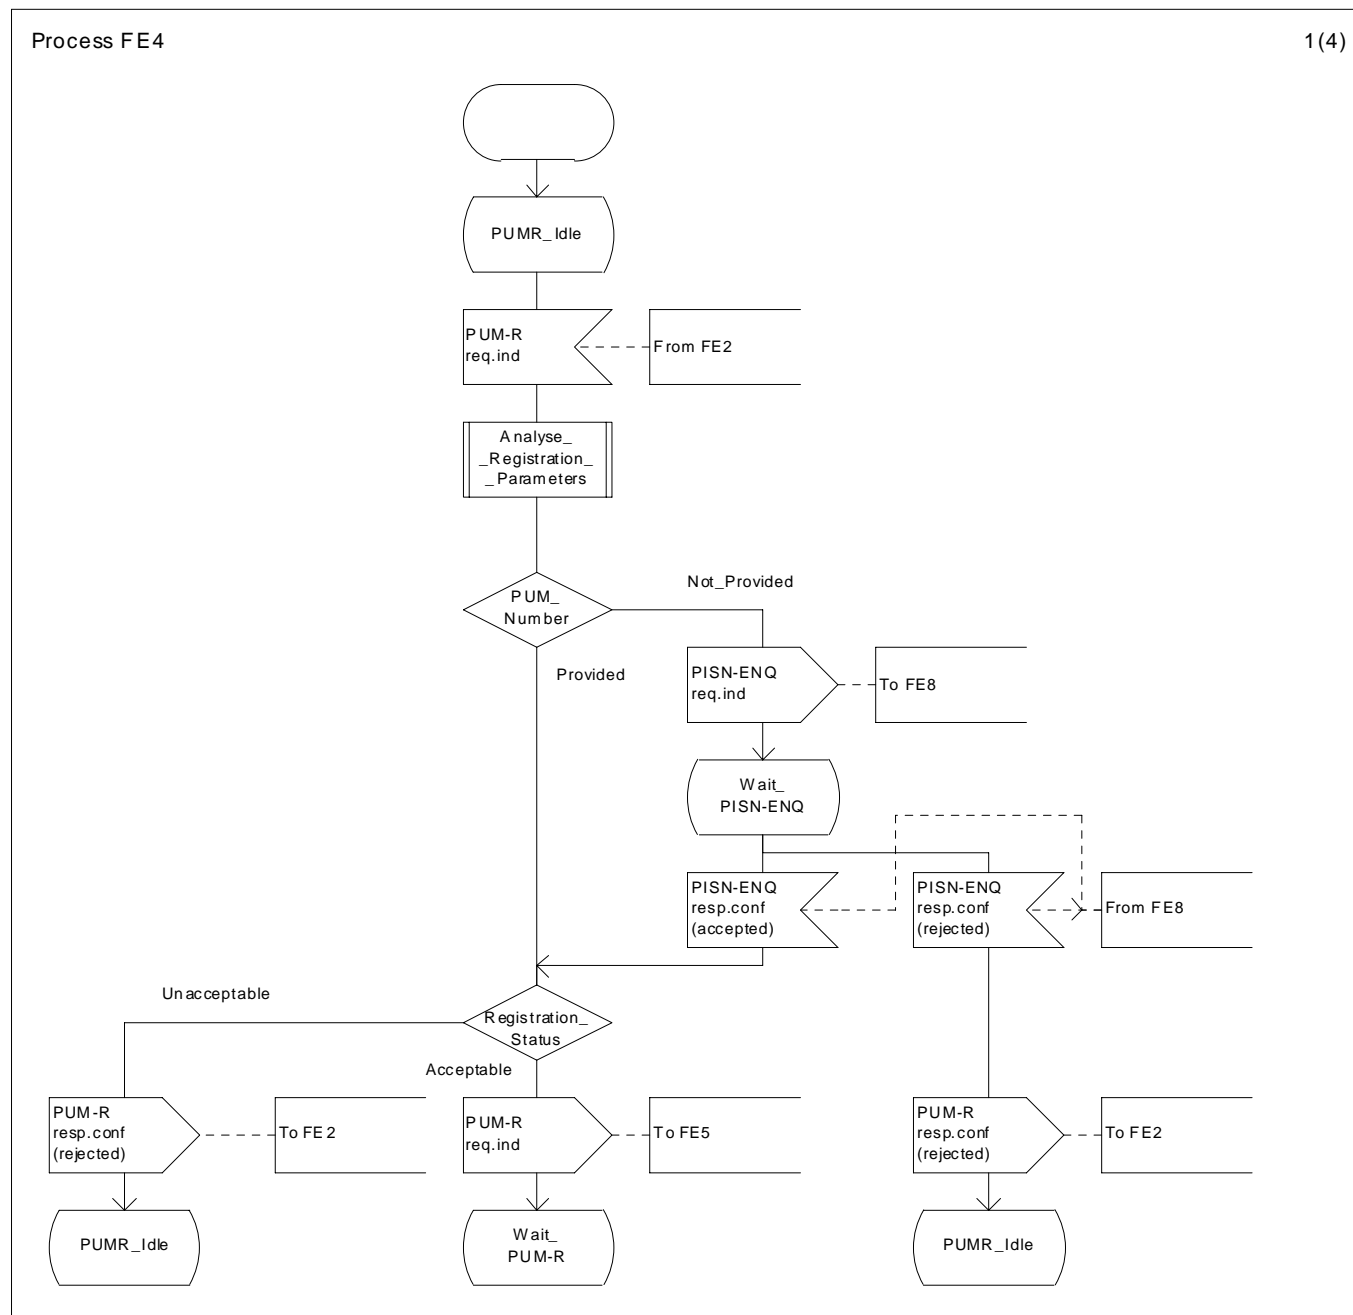 Process FE4
1(4)
PUMR_Idle
PUM-R
req.ind
From FE2
Analyse_
_Registration_
_Parameters
PUM_
Number
Not_Provided
Provided
PISN-ENQ
req.ind
To FE8
Wait_
PISN-ENQ
PISN-ENQ
resp.conf
(accepted)
PISN-ENQ
resp.conf
(rejected)
From FE8
Unacceptable
Registration_
Status
Acceptable
PUM-R
resp.conf
(rejected)
To FE2
PUM-R
req.ind
To FE5
PUM-R
resp.conf
(rejected)
To FE2
PUMR_Idle
Wait_
PUM-R
PUMR_Idle